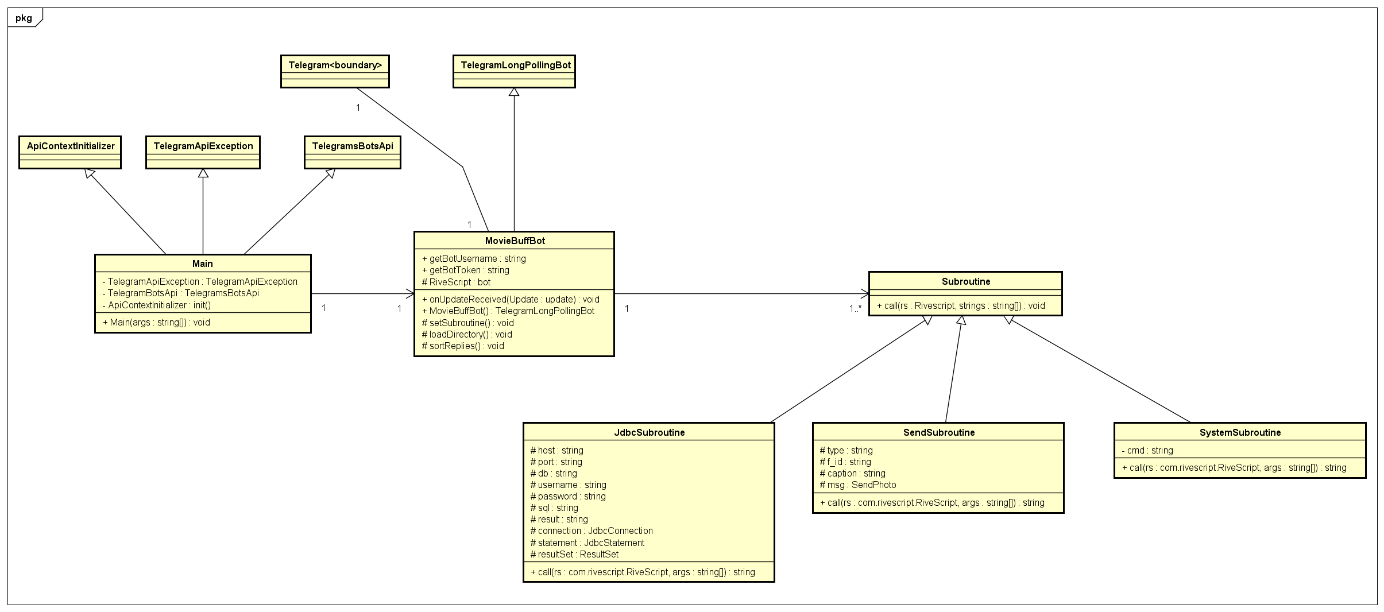 pkg
Telegram<boundary>
TelegramLongPollingBot
1
ApiContextInitializer
TelegramApiException
TelegramsBotsApi
1
MovieBuffBot
+ getBotUsername : string
+ getBotToken : string
# RiveScript : bot
+ onUpdateReceived(Update : update) : void
+ MovieBuffBot() : TelegramLongPollingBot
# setSubroutine() : void
# loadDirectory() : void
# sortReplies() : void
Main
- TelegramApiException : TelegramApiException
- TelegramBotsApi : TelegramsBotsApi
- ApiContextInitializer : init()
+ Main(args : string[]) : void
1
1
1
1..*
Subroutine
+ call(rs : Rivescript, strings : string[]) : void
JdbcSubroutine
# host : string
# port : string
# db : string
# username : string
# password : string
# sql : string
# result : string
# connection : JdbcConnection
# statement : JdbcStatement
# resultSet : ResultSet
+ call(rs : com.rivescript.RiveScript, args : string[]) : string
SendSubroutine
# type : string
# f_id : string
# caption : string
# msg : SendPhoto
+ call(rs : com.rivescript.RiveScript, args : string[]) : string
SystemSubroutine
- cmd : string
+ call(rs : com.rivescript.RiveScript, args : string[]) : string